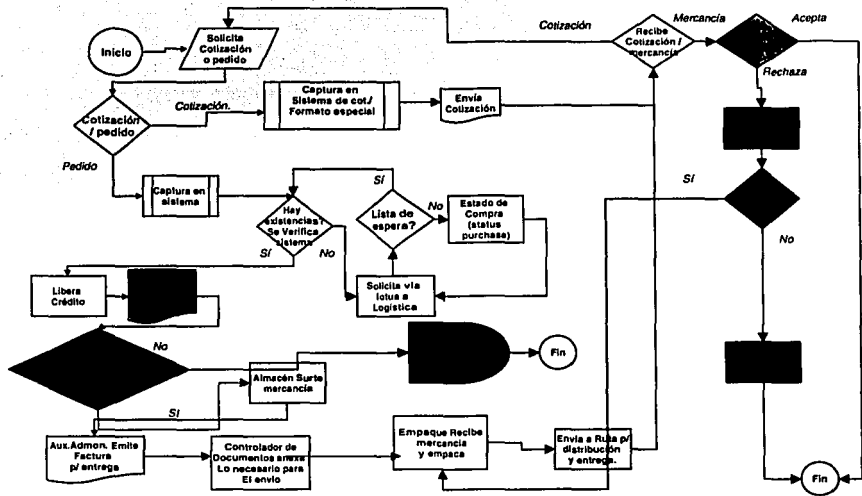 Cotización
Mercancía
Acepta
Inicio
Solicita
Cotización
o pedido
Recibe
Cotización /
mercancía
Rechaza
Cotización
/ pedido
Cotización.
Captura en
Sistema de cot./
Formato especial
Envía
Cotización
Pedido
Captura en
sistema
Hay
existencias?
Se Verifica
sistema
Sí
No
Sí
Lista de
espera?
No
Estado de
Compra
(status
purchase)
Solicita vía
lotus a
Logística
Sí
No
Libera
Crédito
No
Sí
Almacén Surte
mercancía
Fin
Aux.Admon. Emite
Factura
p/ entrega
Controlador de
Documentos anexa
Lo necesario para
El envio
Empaque Recibe
mercancía
y empaca
Envía a Ruta p/
distribución
y entrega.
Fin